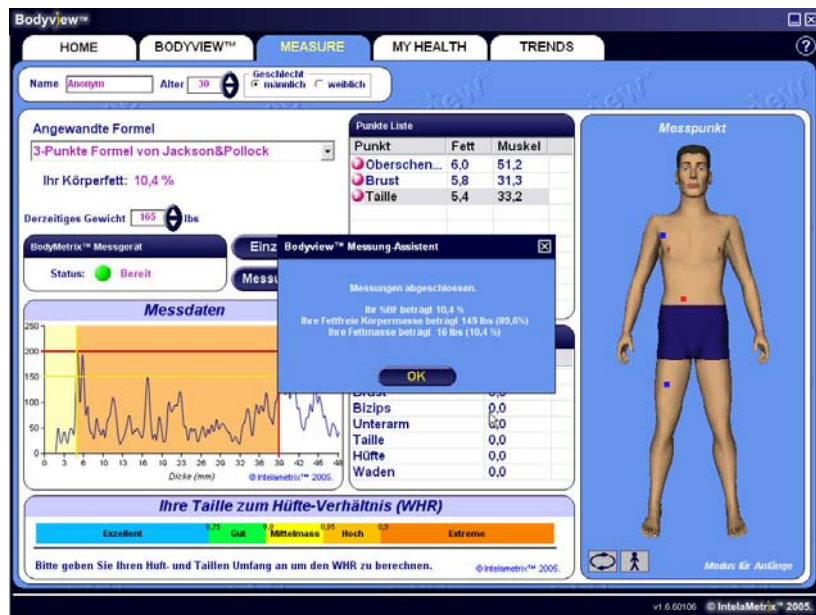 Bodyview™
HOME BODYVIEW™ MEASURE MY HEALTH TRENDS ?
Name Anonym Alter 30 Geschlecht männlich weiblich
Angewandte Formel
3-Punkte Formel von Jackson&Pollock
Ihr Körperfett: 10,4 %
Derzeitiges Gewicht 165 lbs
BodyMetrix™ Messgerät
Status: Bereit
Einz
Messu
Punkte Liste
Punkt Fett Muskel
Oberschen... 6,0 51,2
Brust 5,8 31,3
Taille 5,4 33,2
Bodyview™ Messung-Assistent
Messungen abgeschlossen.
Ihr %BF beträgt 10,4 %
Ihre Fettfreie Körpermasse beträgt 149 lbs (89,6%)
Ihre Fettmasse beträgt 16 lbs (10,4 %)
OK
Messdaten
250
200
150
100
50
0
0 3 6 10 13 16 19 23 26 29 32 36 39 42 45 48
Dicke (mm)
© Intelametrix™ 2005.
Brust 0,0
Bizips 0,0
Unterarm 0,0
Taille 0,0
Hüfte 0,0
Waden 0,0
Ihre Taille zum Hüfte-Verhältnis (WHR)
Exzellent 0,75 Gut Mittelmass 0,85 Hoch 0,9 Extreme
Bitte geben Sie Ihren Huft- und Taillen Umfang an um den WHR zu berechnen.
© Intelametrix™ 2005.
Messpunkt
Modus für Anfänge
v1.6.60106 © IntelaMetrix™ 2005.